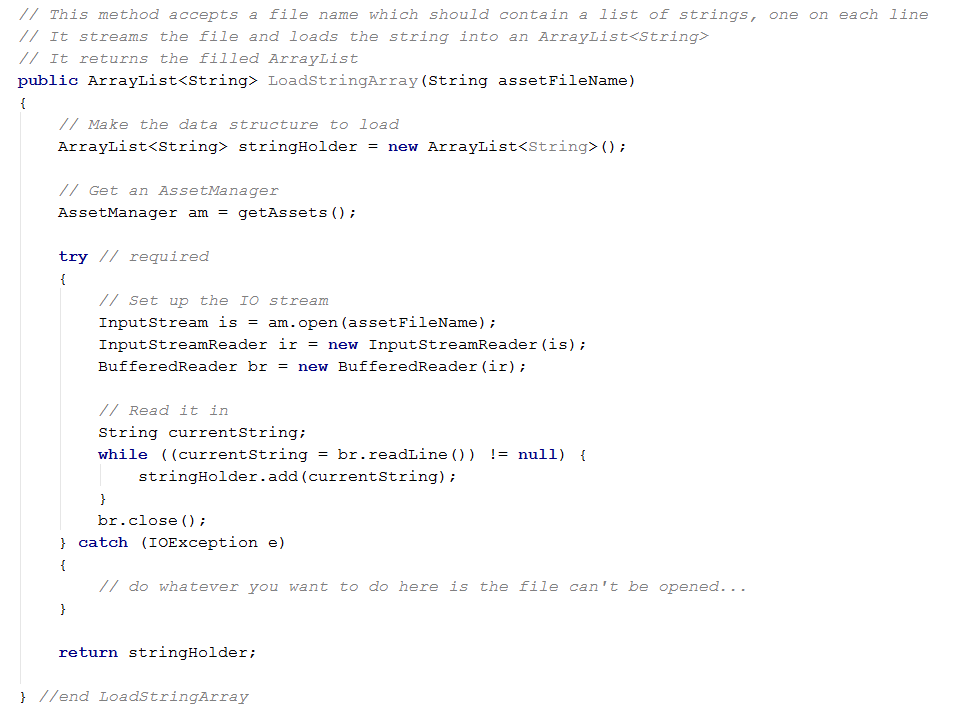 // This method accepts a file name which should contain a list of strings, one on each line
// It streams the file and loads the string into an ArrayList<String>
// It returns the filled ArrayList
public ArrayList<String> LoadStringArray(String assetFileName)
{
    // Make the data structure to load
    ArrayList<String> stringHolder = new ArrayList<String>();

    // Get an AssetManager
    AssetManager am = getAssets();

    try // required
    {
        // Set up the IO stream
        InputStream is = am.open(assetFileName);
        InputStreamReader ir = new InputStreamReader(is);
        BufferedReader br = new BufferedReader(ir);

        // Read it in
        String currentString;
        while ((currentString = br.readLine()) != null) {
            stringHolder.add(currentString);
        }
        br.close();
    } catch (IOException e)
    {
        // do whatever you want to do here is the file can't be opened...
    }

    return stringHolder;

} //end LoadStringArray